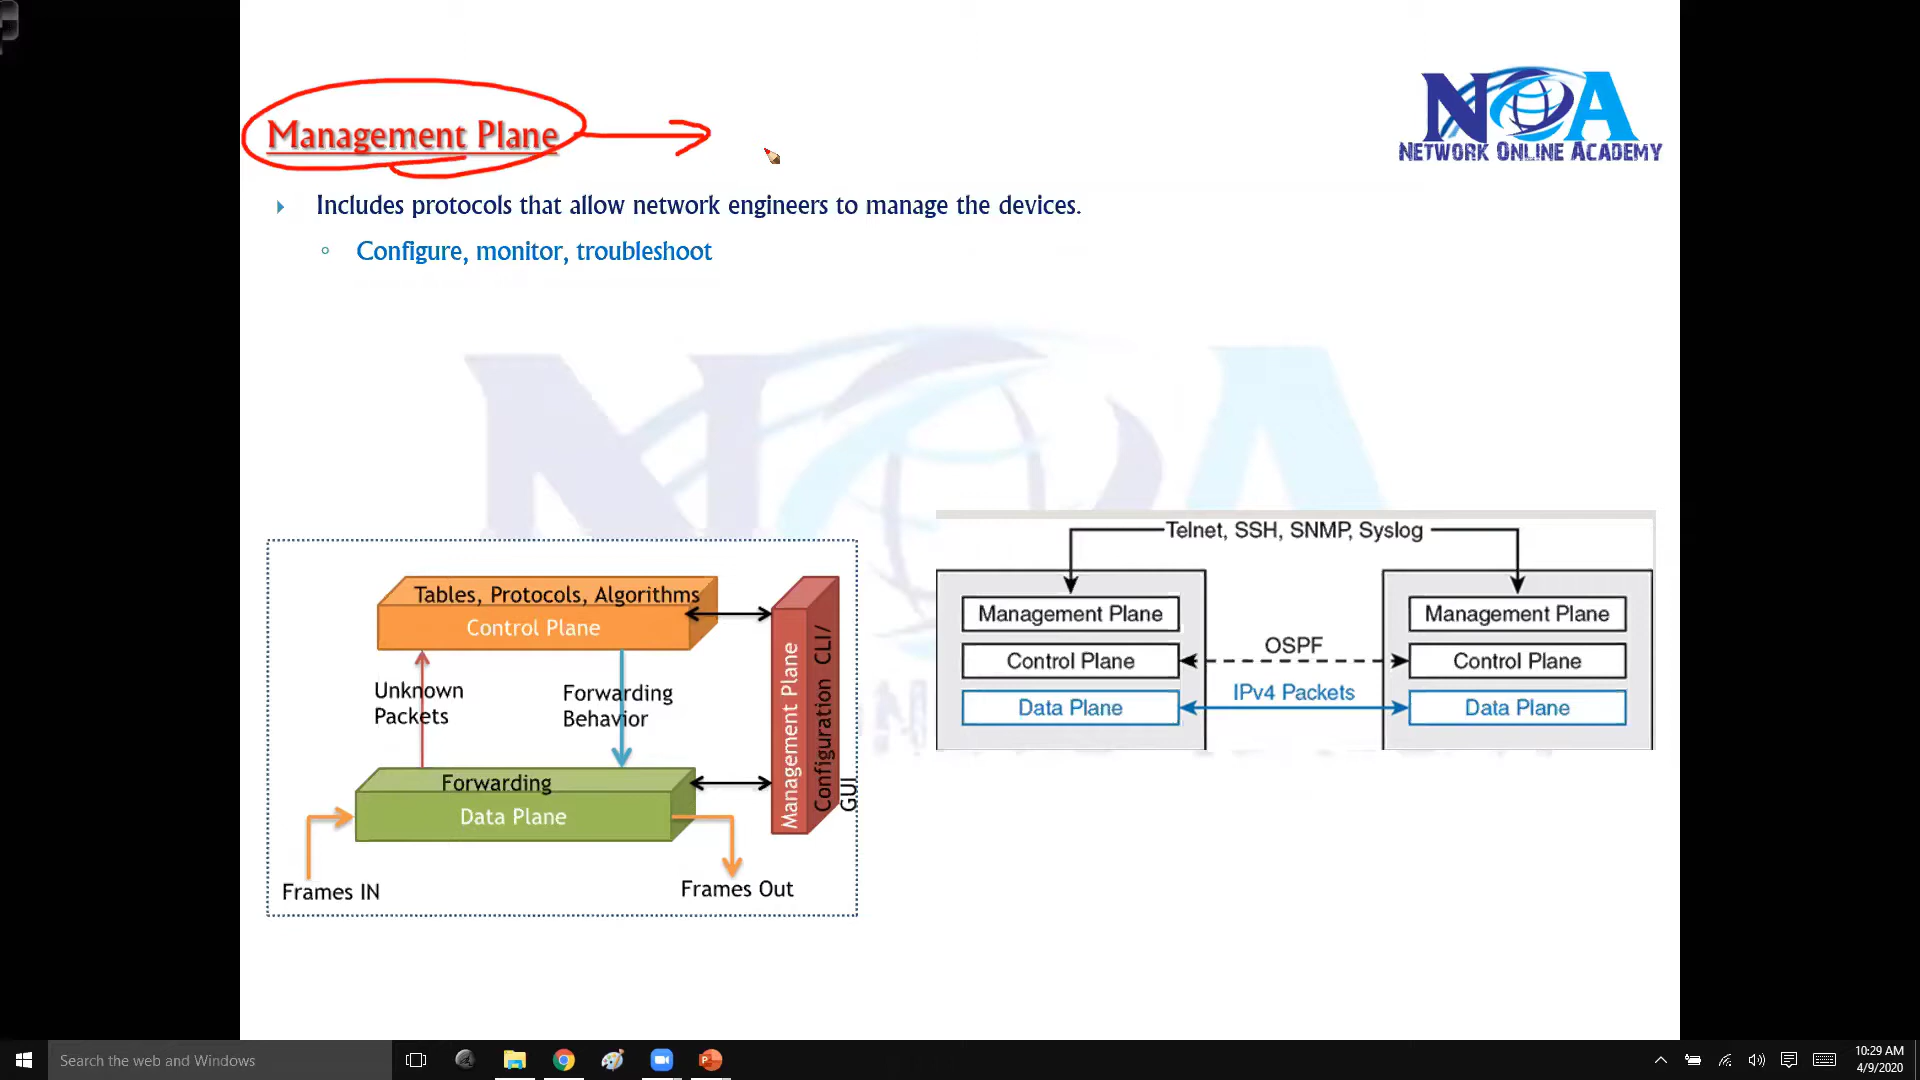 Management Plane
NOA
NETWORK ONLINE ACADEMY
Includes protocols that allow network engineers to manage the devices.
Configure, monitor, troubleshoot
Tables, Protocols, Algorithms
Control Plane
Unknown
Packets
Forwarding
Behavior
Management Plane
Configuration CLI/
GUI
Forwarding
Data Plane
Frames IN
Frames Out
Telnet, SSH, SNMP, Syslog
Management Plane
Management Plane
OSPF
Control Plane
Control Plane
IPv4 Packets
Data Plane
Data Plane
Search the web and Windows
10:29 AM
4/9/2020